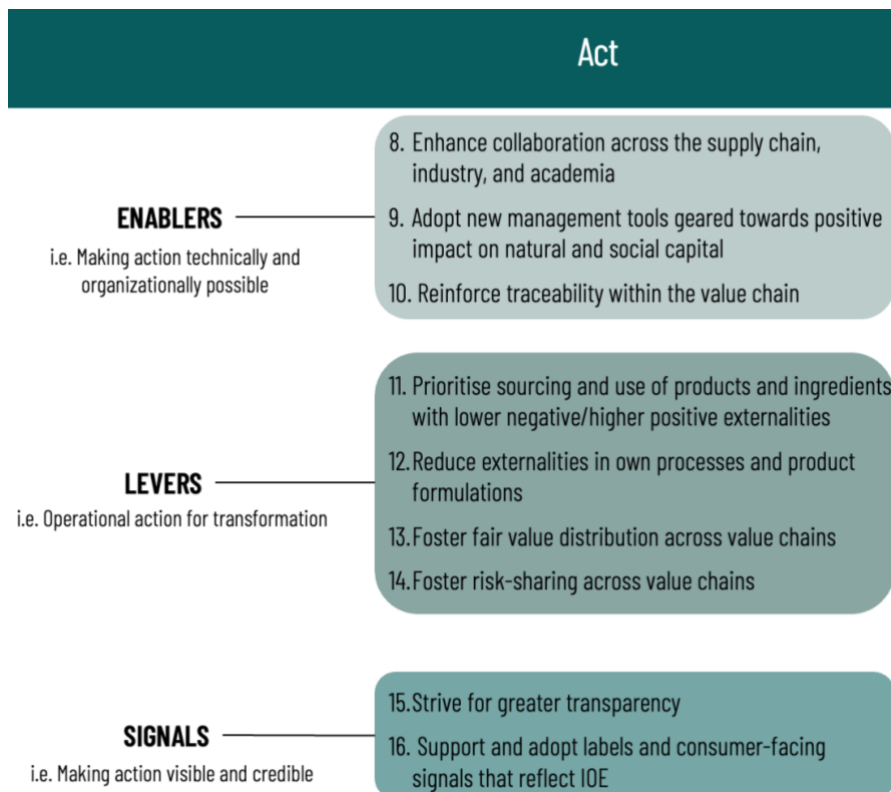 Act
ENABLERS
i.e. Making action technically and
organizationally possible
8. Enhance collaboration across the supply chain,
industry, and academia
9. Adopt new management tools geared towards positive
impact on natural and social capital
10. Reinforce traceability within the value chain
LEVERS
i.e. Operational action for transformation
11. Prioritise sourcing and use of products and ingredients
with lower negative/higher positive externalities
12. Reduce externalities in own processes and product
formulations
13. Foster fair value distribution across value chains
14. Foster risk-sharing across value chains
SIGNALS
i.e. Making action visible and credible
15. Strive for greater transparency
16. Support and adopt labels and consumer-facing
signals that reflect IOE